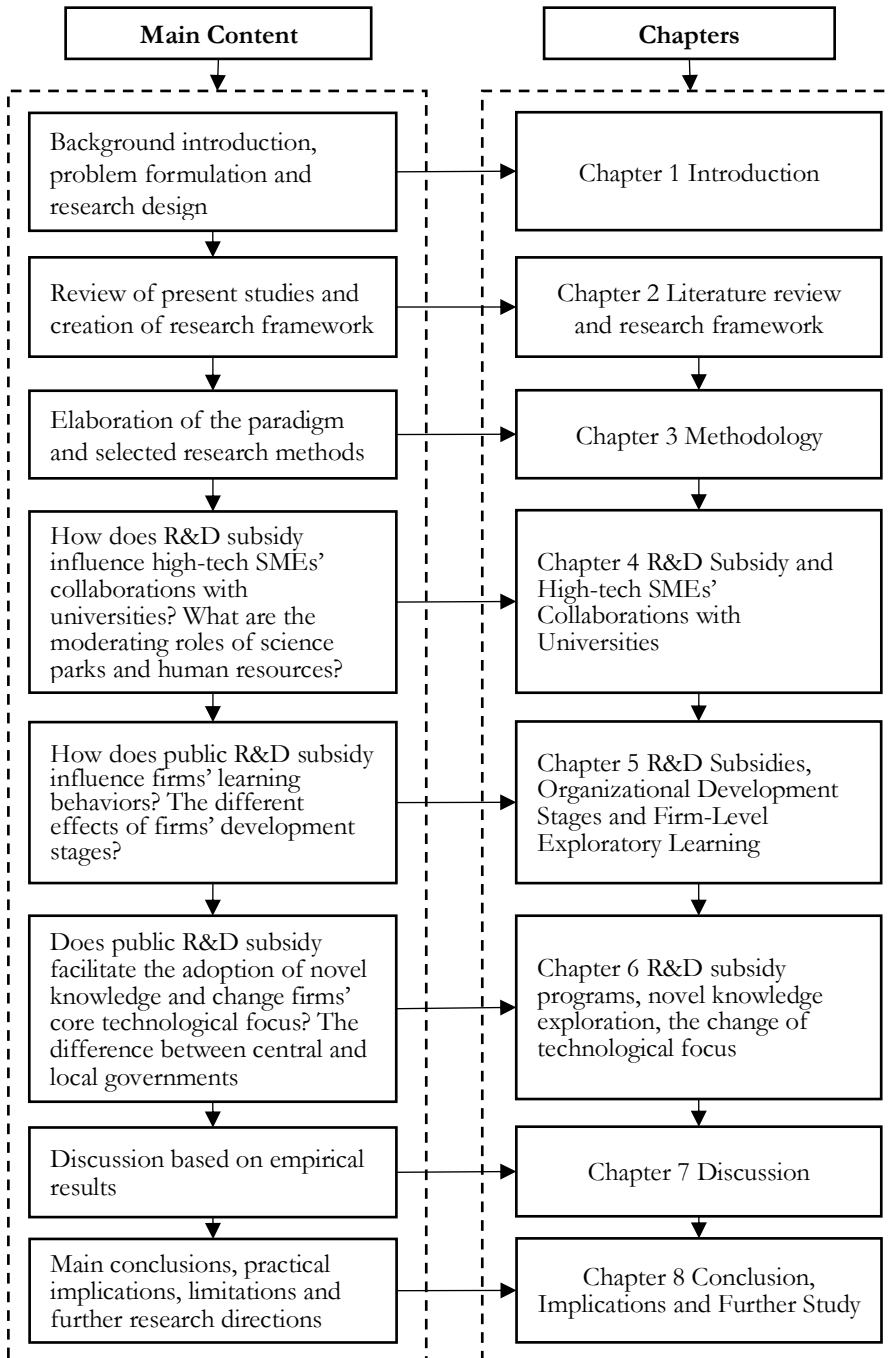 Main Content
Chapters
Background introduction,
problem formulation and
research design
Chapter 1 Introduction
Review of present studies and
creation of research framework
Chapter 2 Literature review
and research framework
Elaboration of the paradigm
and selected research methods
Chapter 3 Methodology
How does R&D subsidy
influence high-tech SMEs'
collaborations with
universities? What are the
moderating roles of science
parks and human resources?
Chapter 4 R&D Subsidy and
High-tech SMEs'
Collaborations with
Universities
How does public R&D subsidy
influence firms' learning
behaviors? The different
effects of firms' development
stages?
Chapter 5 R&D Subsidies,
Organizational Development
Stages and Firm-Level
Exploratory Learning
Does public R&D subsidy
facilitate the adoption of novel
knowledge and change firms'
core technological focus? The
difference between central and
local governments
Chapter 6 R&D subsidy
programs, novel knowledge
exploration, the change of
technological focus
Discussion based on empirical
results
Chapter 7 Discussion
Main conclusions, practical
implications, limitations and
further research directions
Chapter 8 Conclusion,
Implications and Further Study